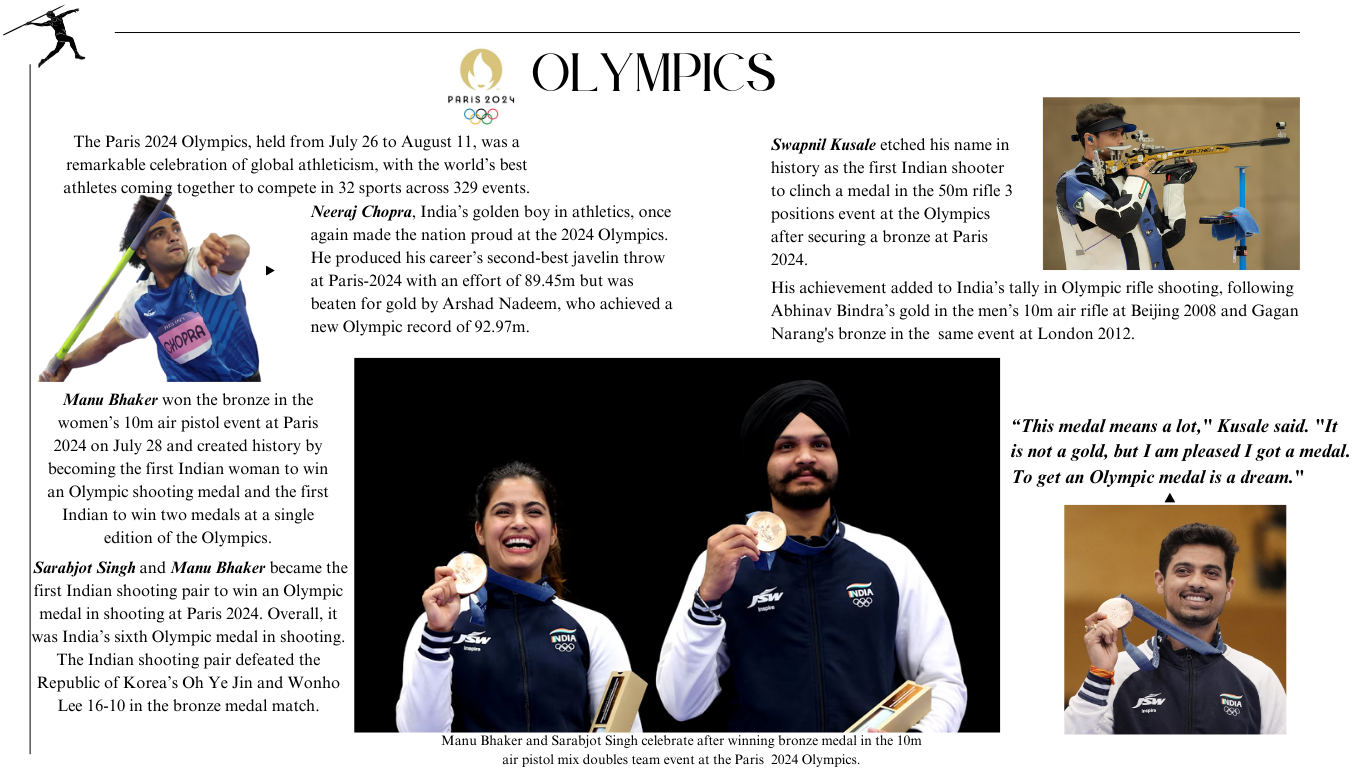 PARIS 2024
OLYMPICS
The Paris 2024 Olympics, held from July 26 to August 11, was a
remarkable celebration of global athleticism, with the world's best
athletes coming together to compete in 32 sports across 329 events.
CHOPRA
Neeraj Chopra, India's golden boy in athletics, once
again made the nation proud at the 2024 Olympics.
He produced his career's second-best javelin throw
at Paris-2024 with an effort of 89.45m but was
beaten for gold by Arshad Nadeem, who achieved a
new Olympic record of 92.97m.
Swapnil Kusale etched his name in
history as the first Indian shooter
to clinch a medal in the 50m rifle 3
positions event at the Olympics
after securing a bronze at Paris
2024.
His achievement added to India's tally in Olympic rifle shooting, following
Abhinav Bindra's gold in the men's 10m air rifle at Beijing 2008 and Gagan
Narang's bronze in the  same event at London 2012.
Manu Bhaker won the bronze in the
women's 10m air pistol event at Paris
2024 on July 28 and created history by
becoming the first Indian woman to win
an Olympic shooting medal and the first
Indian to win two medals at a single
edition of the Olympics.
Sarabjot Singh and Manu Bhaker became the
first Indian shooting pair to win an Olympic
medal in shooting at Paris 2024. Overall, it
was India's sixth Olympic medal in shooting.
The Indian shooting pair defeated the
Republic of Korea's Oh Ye Jin and Wonho
Lee 16-10 in the bronze medal match.
JSW
Inspire
INDIA
JSW
Inspire
INDIA
Manu Bhaker and Sarabjot Singh celebrate after winning bronze medal in the 10m
air pistol mix doubles team event at the Paris  2024 Olympics.
“This medal means a lot," Kusale said. "It
is not a gold, but I am pleased I got a medal.
To get an Olympic medal is a dream."
JSW
Inspire
INDIA